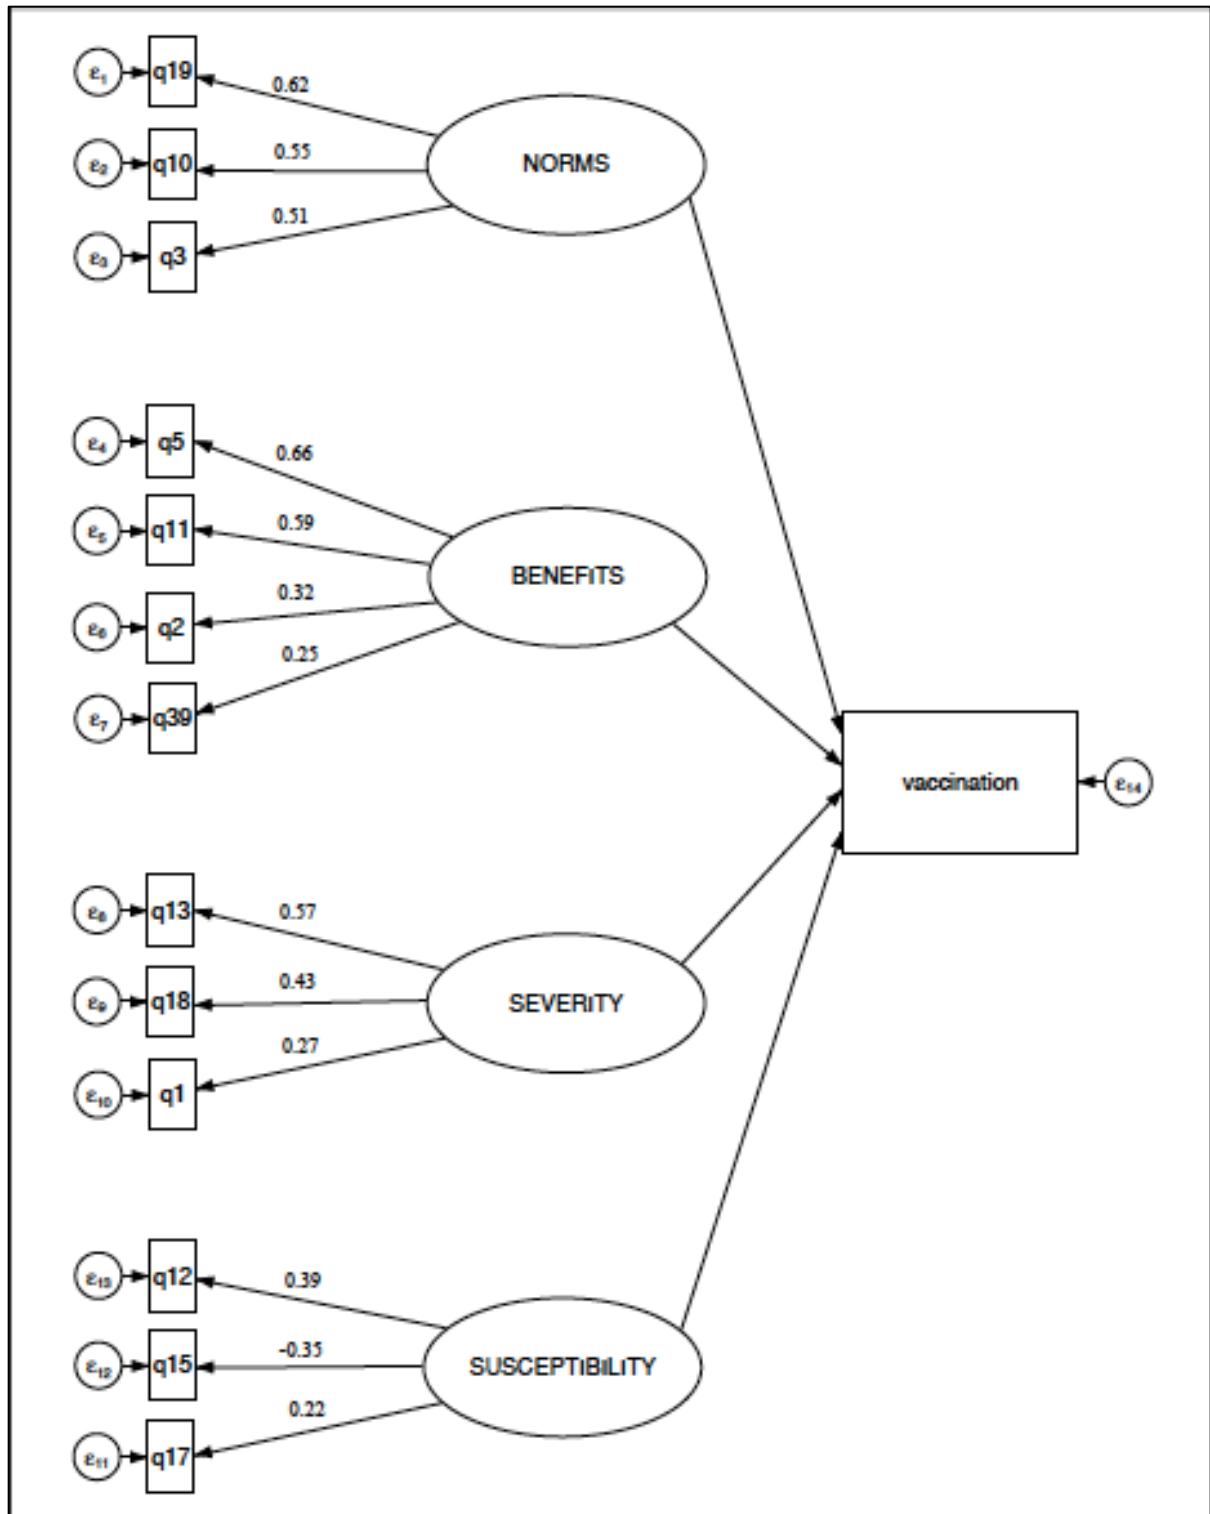 ε1 q19 0.62
NORMS
ε2 q10 0.55
ε3 q3 0.51
ε4 q5 0.66
ε5 q11 0.59
BENEFITS
ε6 q2 0.32
ε7 q39 0.25
vaccination ε14
ε8 q13 0.57
ε9 q18 0.43
SEVERITY
ε10 q1 0.27
ε13 q12 0.39
ε12 q15 -0.35
SUSCEPTIBILITY
ε11 q17 0.22